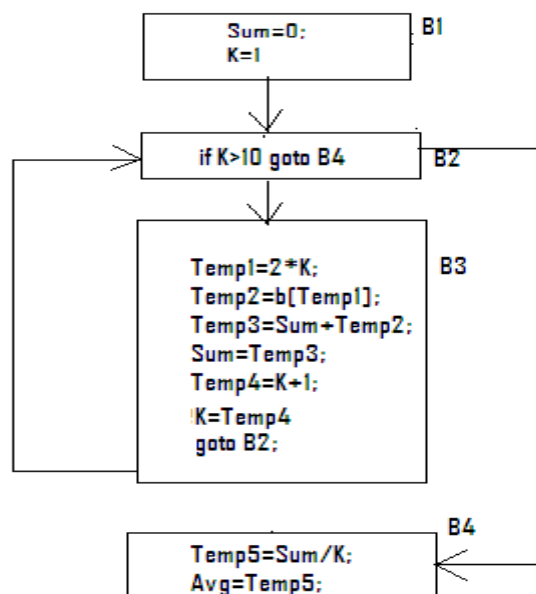 Sum=0;
K=1
B1
if K>10 goto B4
B2
Temp1=2*K;
Temp2=b[Temp1];
Temp3=Sum+Temp2;
Sum=Temp3;
Temp4=K+1;
K=Temp4
goto B2;
B3
B4
Temp5=Sum/K;
Avg=Temp5;